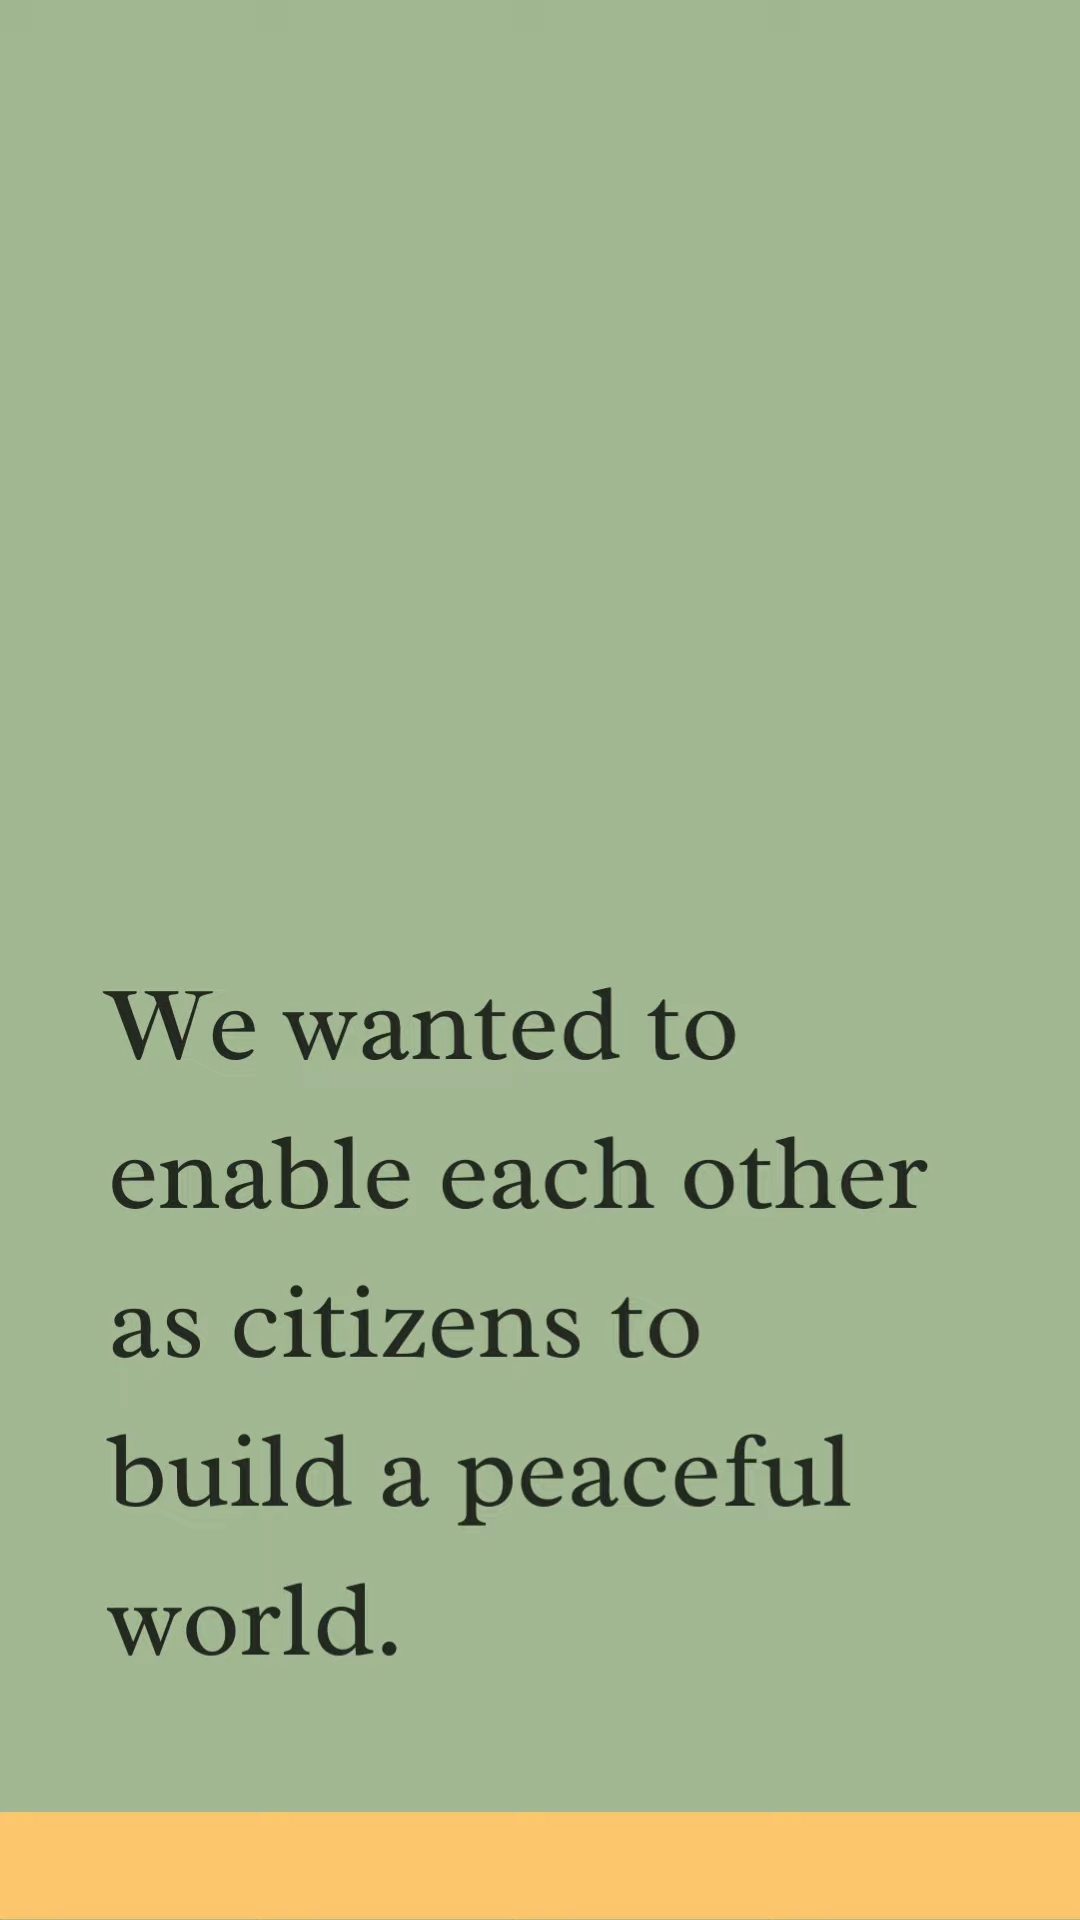 We wanted to
enable each other
as citizens to
build a peaceful
world.